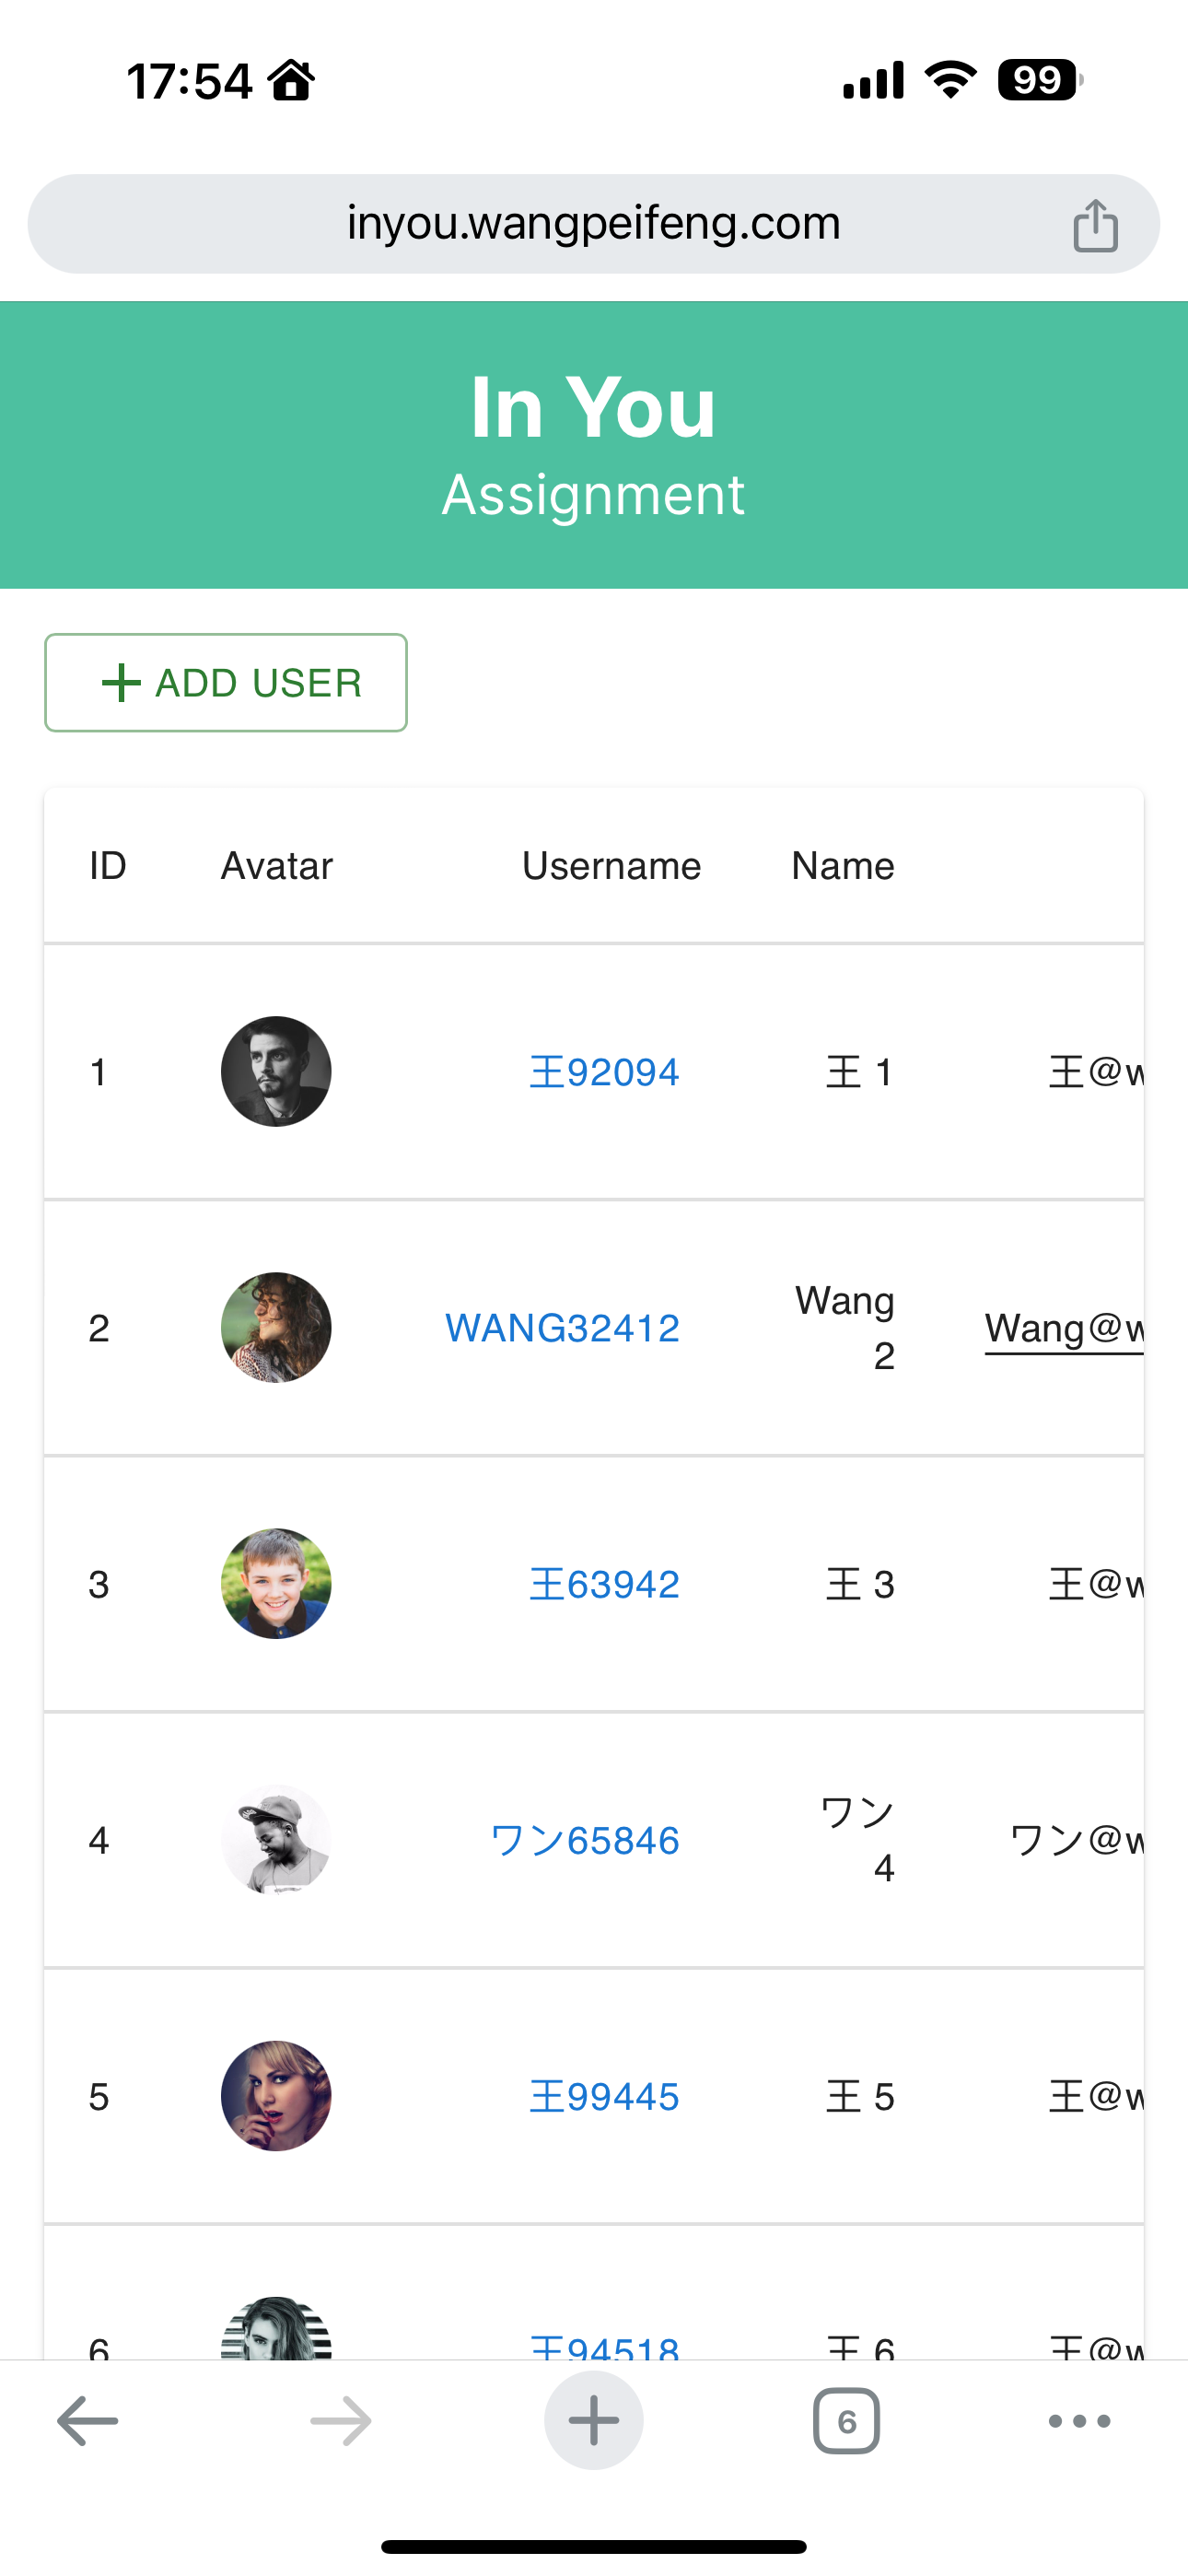 17:54
99
inyou.wangpeifeng.com
In You
Assignment
ADD USER
ID Avatar Username Name
1 王92094 王 1 王@w
2 WANG32412 Wang 2 Wang@w
3 王63942 王 3 王@w
4 ワン65846 ワン 4 ワン@w
5 王99445 王 5 王@w
6 王94518 王 6 王@w
6